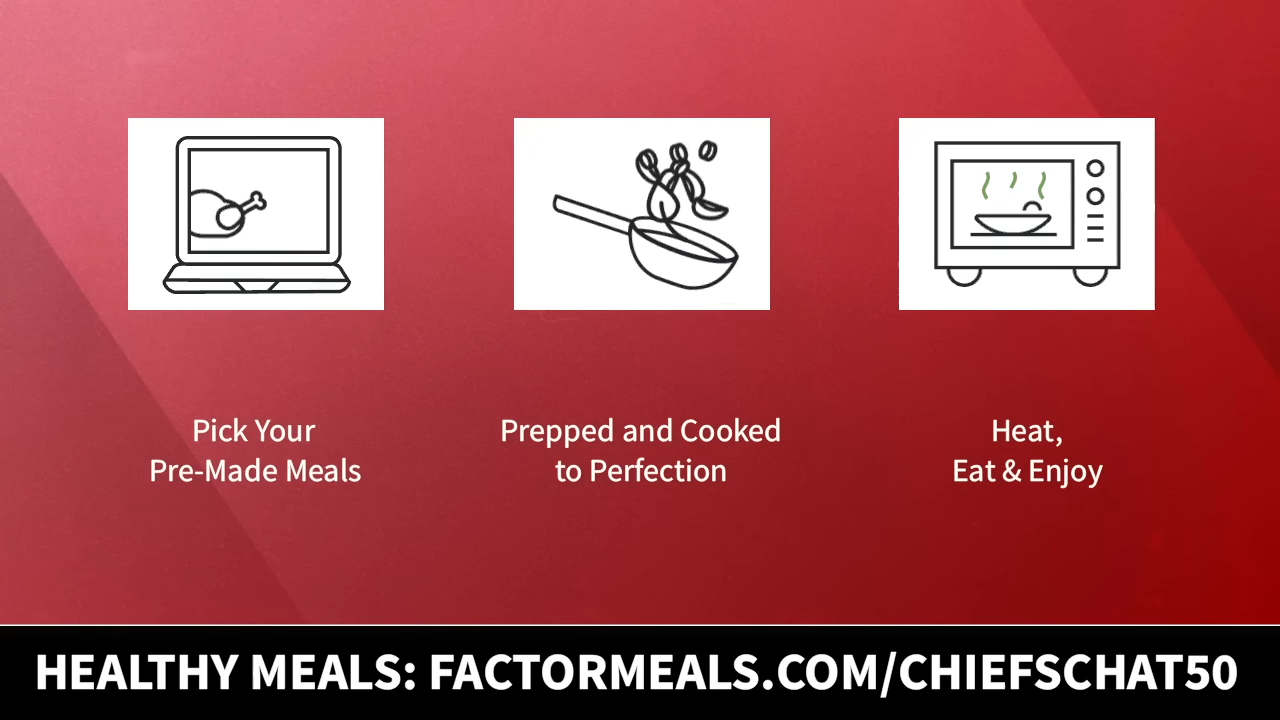 Pick Your
Pre-Made Meals
Prepped and Cooked
to Perfection
Heat,
Eat & Enjoy
HEALTHY MEALS: FACTORMEALS.COM/CHIEFSCHAT50